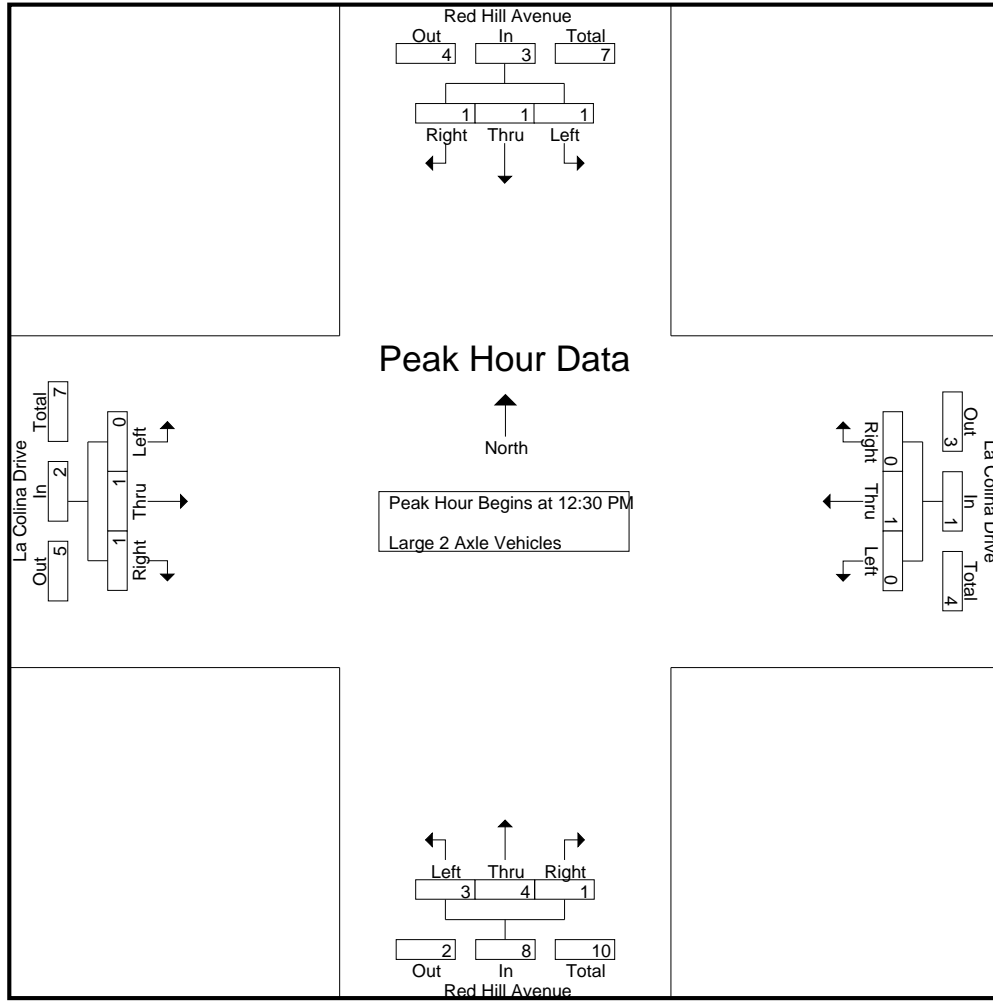 Red Hill Avenue
Out In Total
4 3 7
1 1 1
Right Thru Left
Peak Hour Data
North
Peak Hour Begins at 12:30 PM
Large 2 Axle Vehicles
La Colina Drive
Total In Out
7 2 5
0 1 1
Left Thru Right
La Colina Drive
Out In Total
3 1 4
Right Thru Left
0 1 0
Left Thru Right
3 4 1
2 8 10
Out In Total
Red Hill Avenue